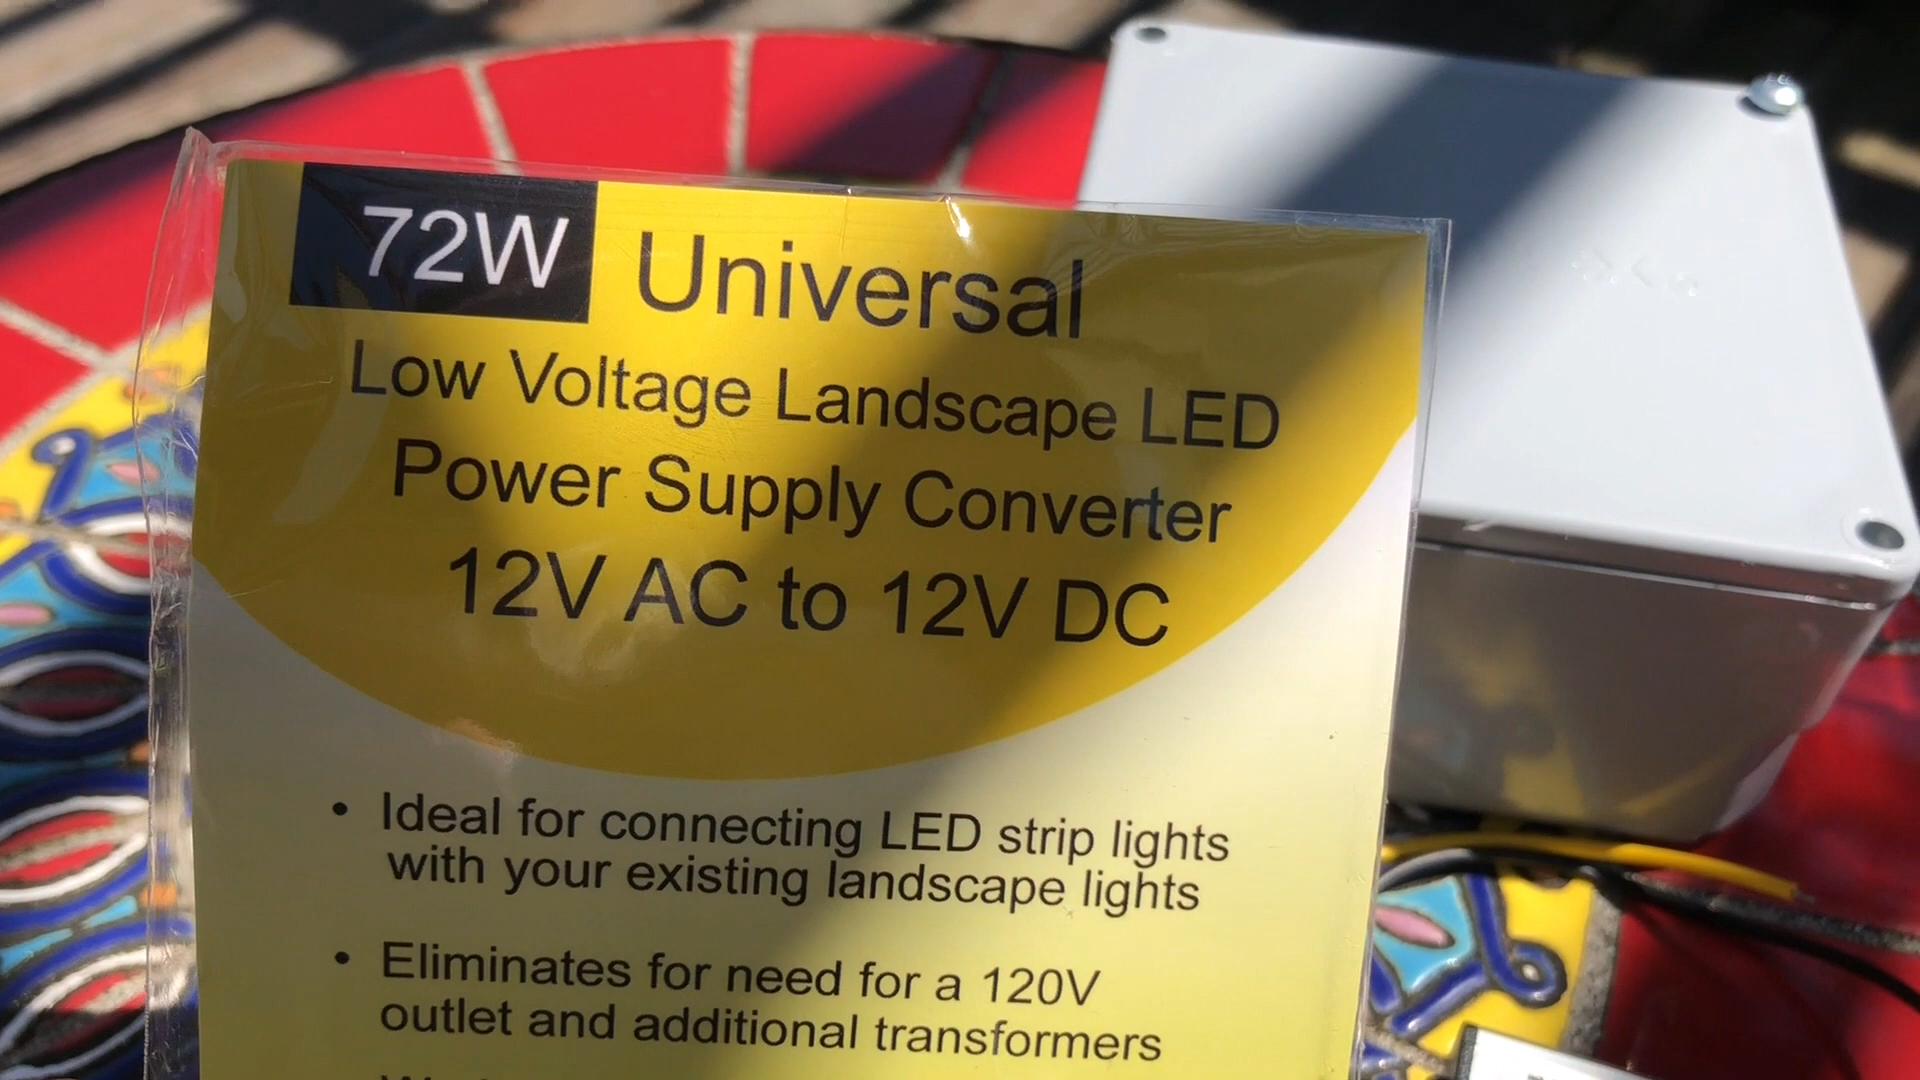 72W Universal
Low Voltage Landscape LED
Power Supply Converter
12V AC to 12V DC
• Ideal for connecting LED strip lights
with your existing landscape lights
• Eliminates for need for a 120V
outlet and additional transformers